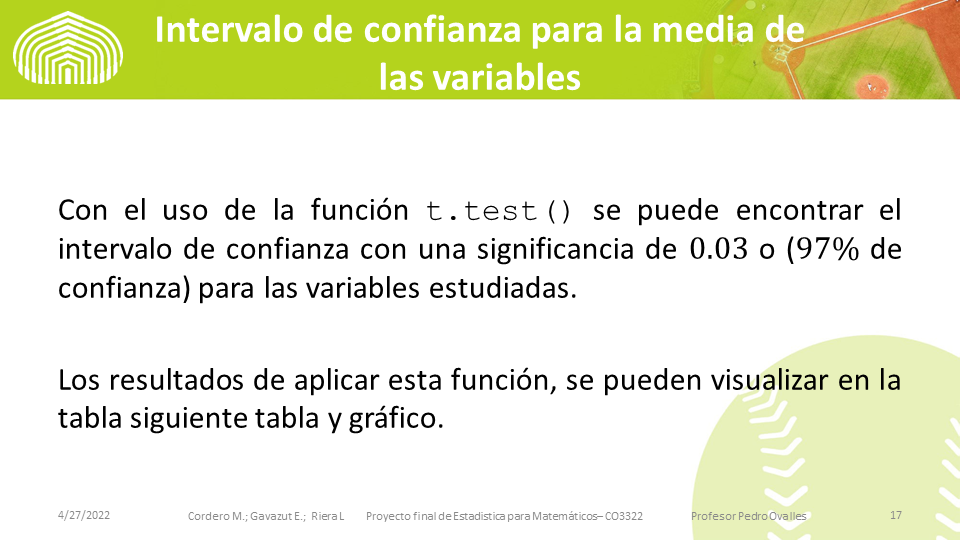 Intervalo de confianza para la media de
las variables
Con el uso de la función t.test() se puede encontrar el
intervalo de confianza con una significancia de 0.03 o (97% de
confianza) para las variables estudiadas.
Los resultados de aplicar esta función, se pueden visualizar en la
tabla siguiente tabla y gráfico.
4/27/2022 Cordero M.; Gavazut E.; Riera L Proyecto final de Estadistica para Matemáticos– CO3322 Profesor Pedro Ovalles 17